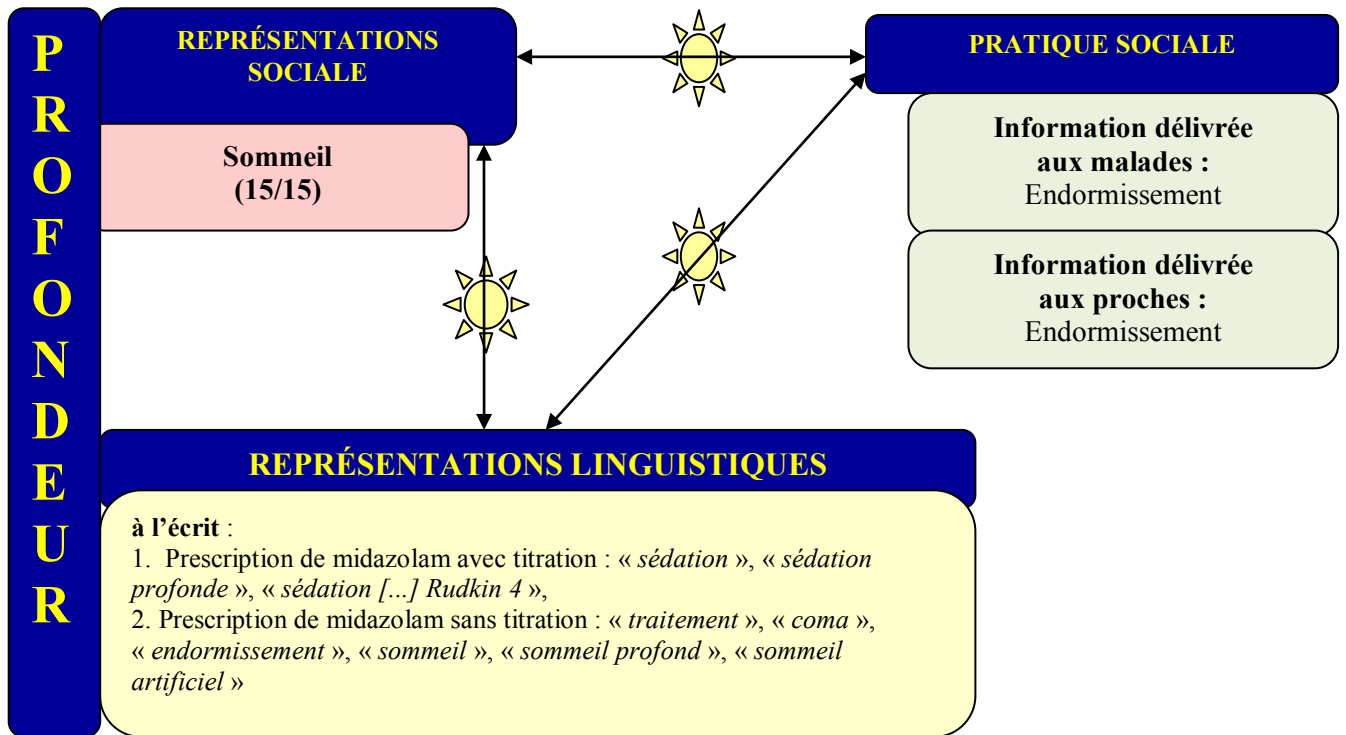 PROFONDEUR
REPRÉSENTATIONS
SOCIALE
Sommeil
(15/15)
PRATIQUE SOCIALE
Information délivrée
aux malades :
Endormissement
Information délivrée
aux proches :
Endormissement
REPRÉSENTATIONS LINGUISTIQUES
à l'écrit :
1. Prescription de midazolam avec titration : « sédation », « sédation
profonde », « sédation [...] Rudkin 4 »,
2. Prescription de midazolam sans titration : « traitement », « coma »,
« endormissement », « sommeil », « sommeil profond », « sommeil
artificiel »